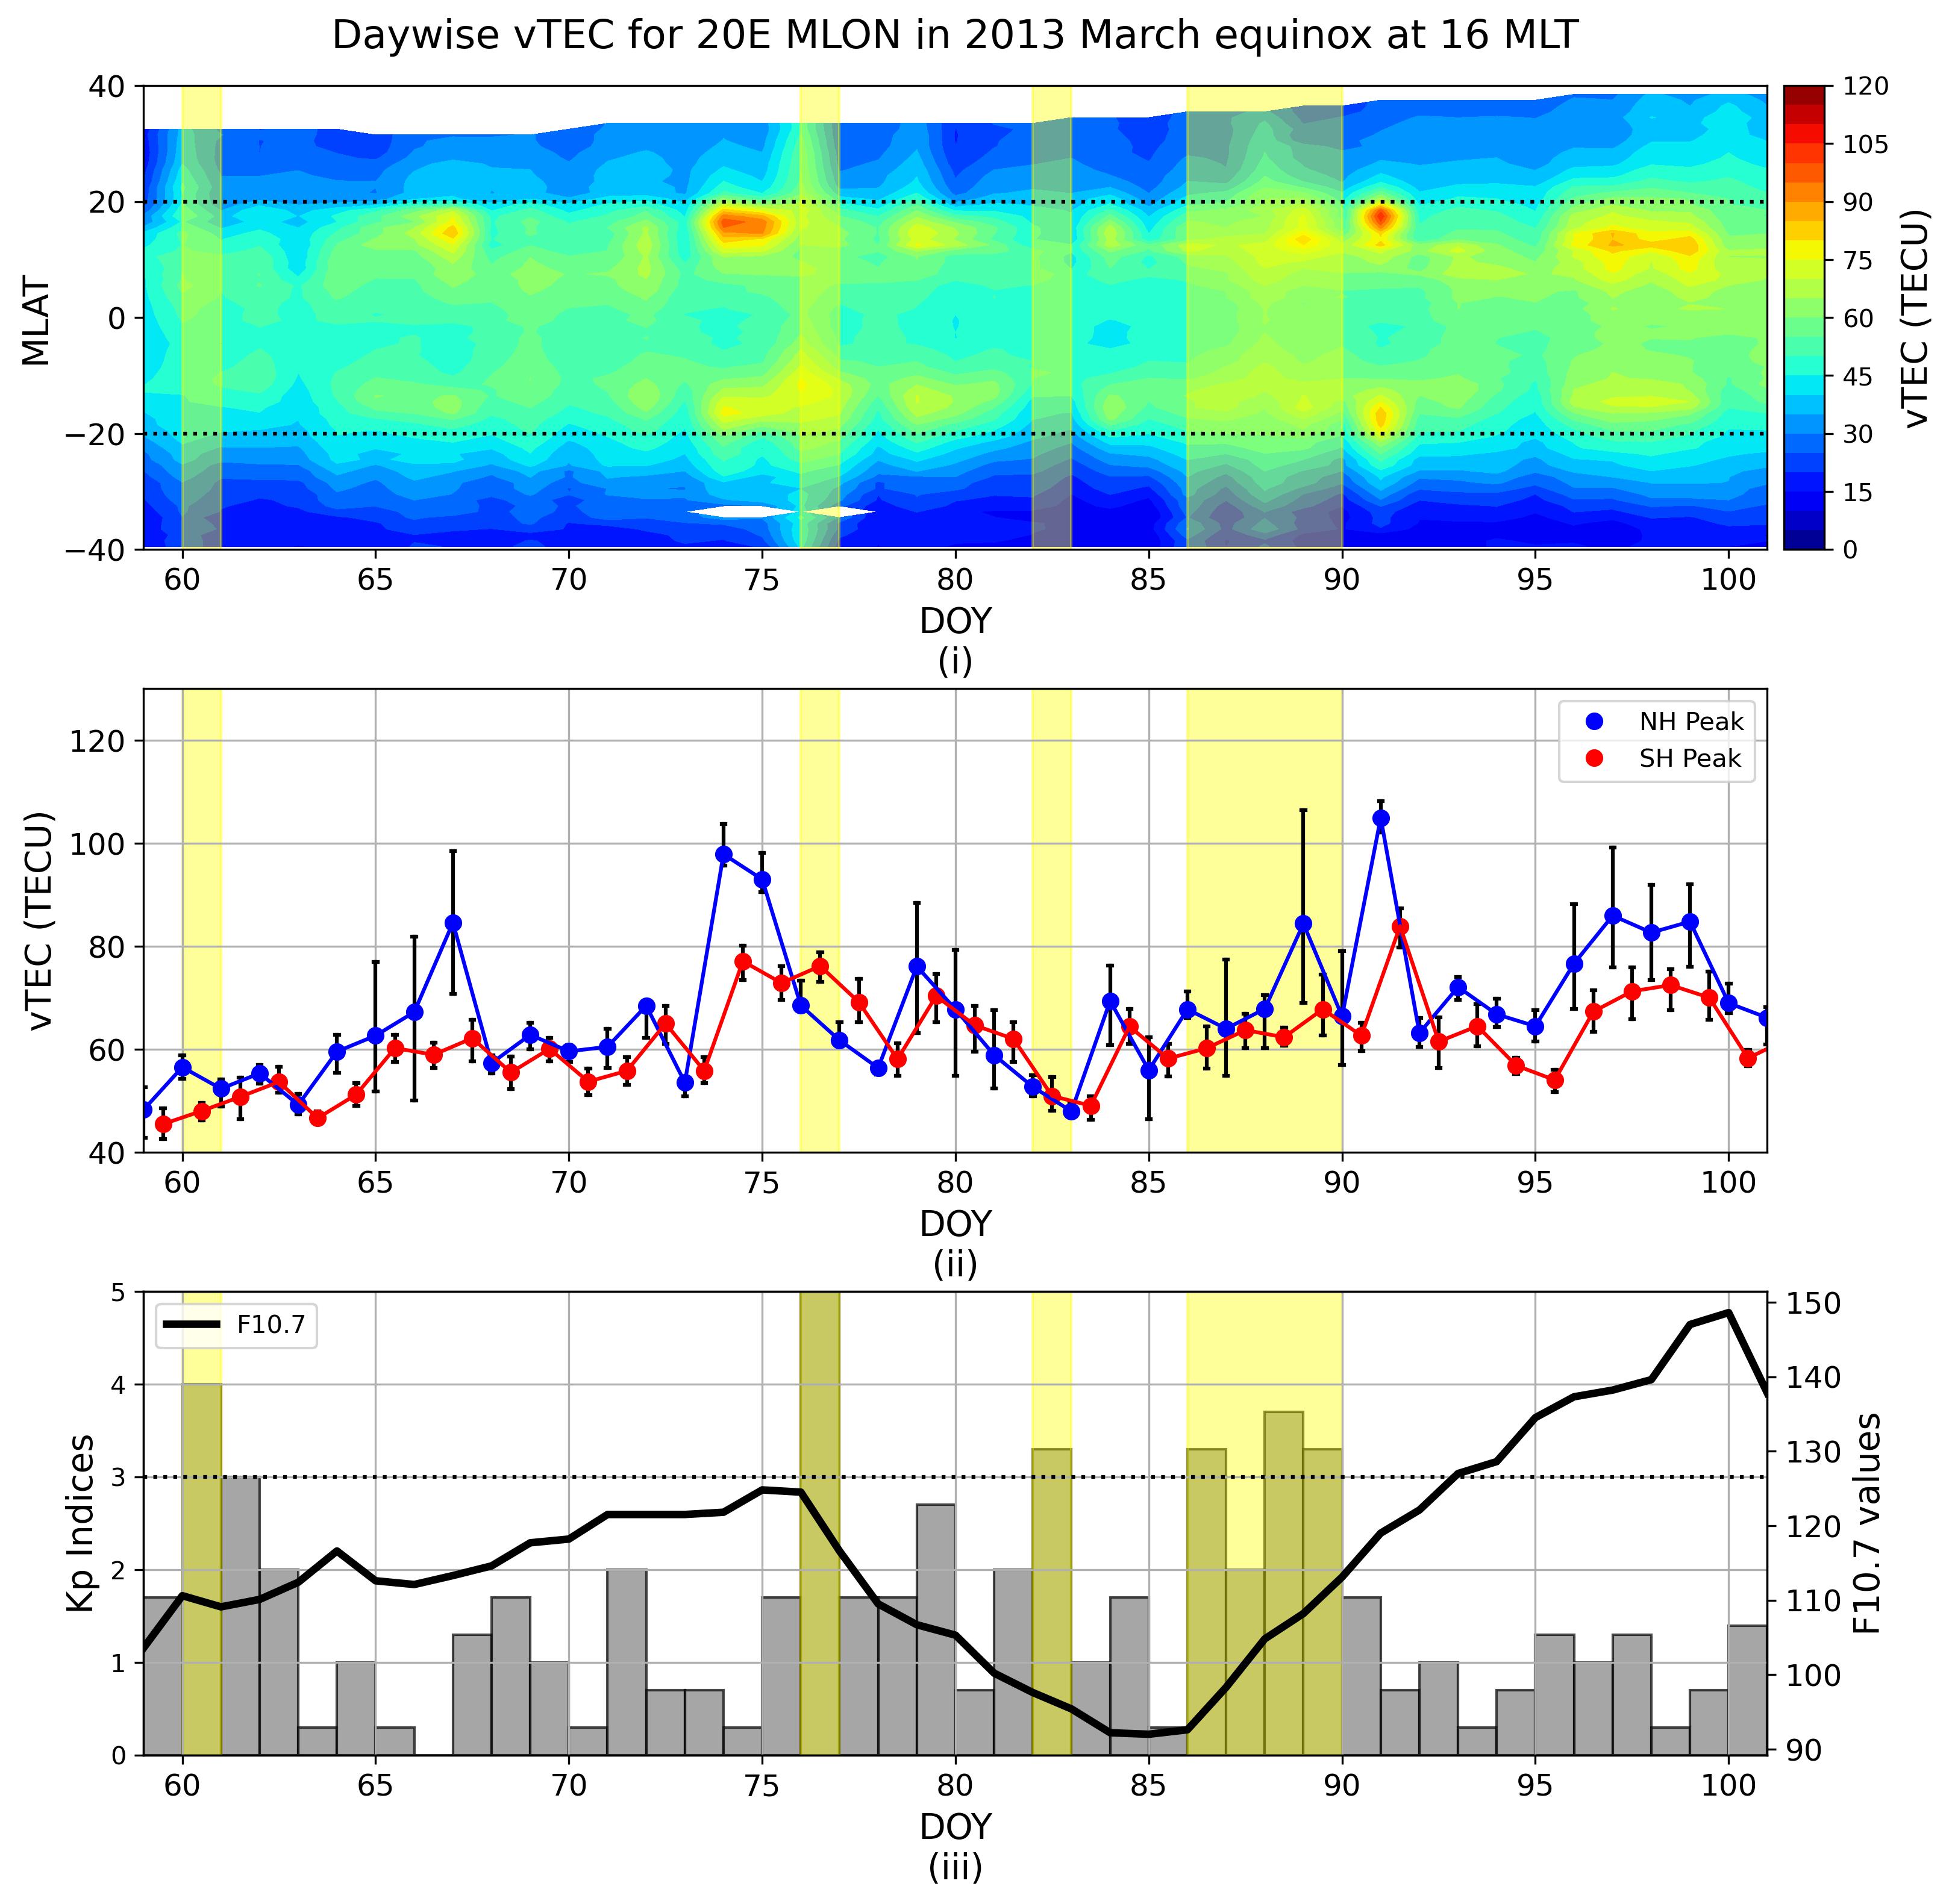 Daywise vTEC for 20E MLON in 2013 March equinox at 16 MLT
40
20
0
−20
−40
MLAT
60 65 70 75 80 85 90 95 100
DOY
(i)
120
105
90
75
60
45
30
15
0
vTEC (TECU)
120
100
80
60
40
vTEC (TECU)
NH Peak
SH Peak
60 65 70 75 80 85 90 95 100
DOY
(ii)
5
4
3
2
1
0
Kp Indices
F10.7
150
140
130
120
110
100
90
F10.7 values
60 65 70 75 80 85 90 95 100
DOY
(iii)